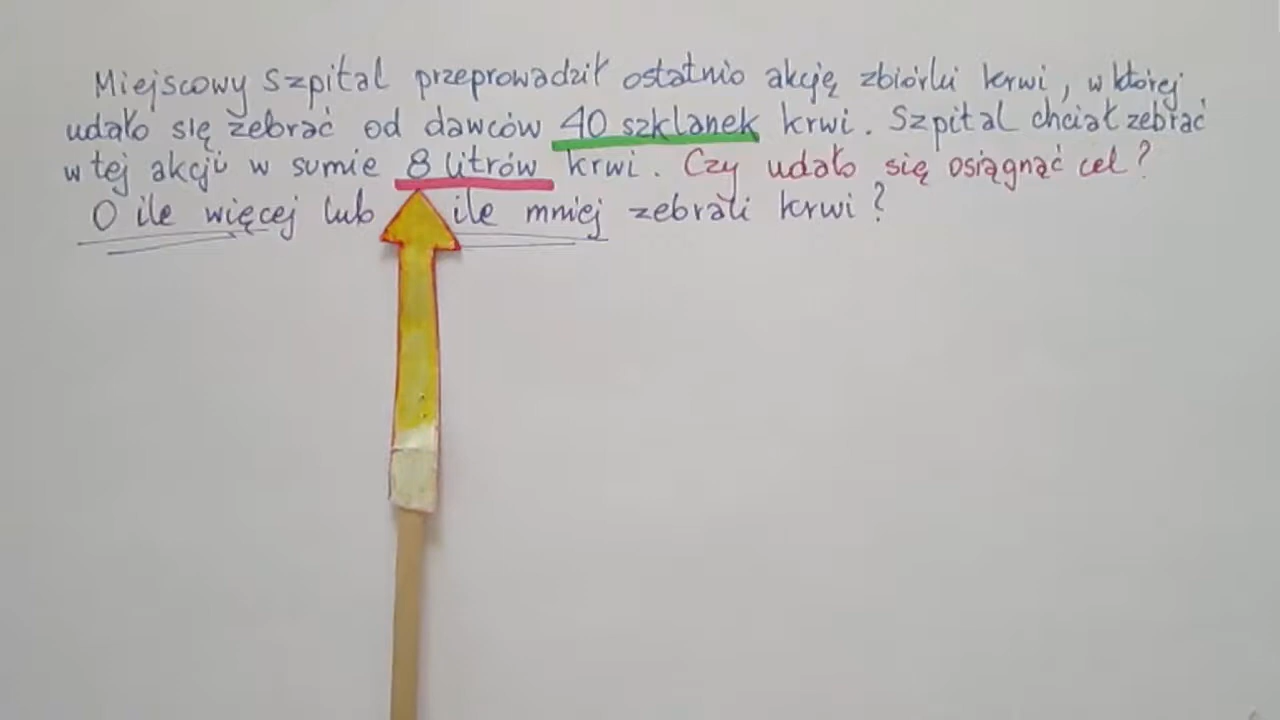 Miejscowy Szpital przeprowadził ostatnio akcję zbiórki krwi, w której
udało się zebrać od dawców 40 szklanek krwi. Szpital chciał zebrać
w tej akcji w sumie 8 litrów krwi. Czy udało się osiągnąć cel?
O ile więcej lub ile mniej zebrali krwi?